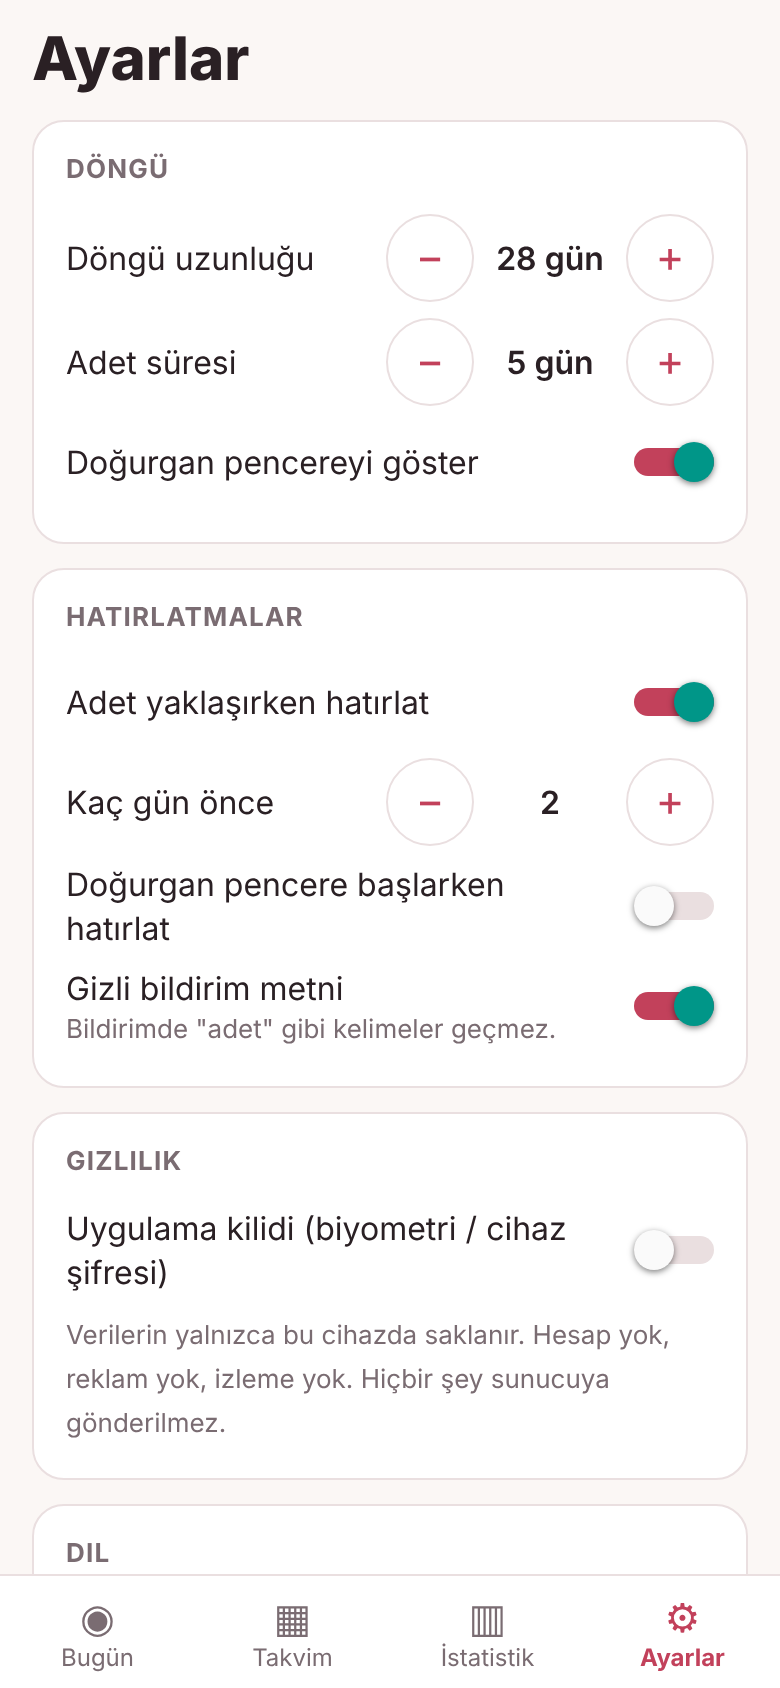 Ayarlar
DÖNGÜ
Döngü uzunluğu − 28 gün +
Adet süresi − 5 gün +
Doğurgan pencereyi göster
HATIRLATMALAR
Adet yaklaşırken hatırlat
Kaç gün önce − 2 +
Doğurgan pencere başlarken
hatırlat
Gizli bildirim metni
Bildirimde "adet" gibi kelimeler geçmez.
GIZLILIK
Uygulama kilidi (biyometri / cihaz
şifresi)
Verilerin yalnızca bu cihazda saklanır. Hesap yok,
reklam yok, izleme yok. Hiçbir şey sunucuya
gönderilmez.
DIL
Bugün Takvim İstatistik Ayarlar